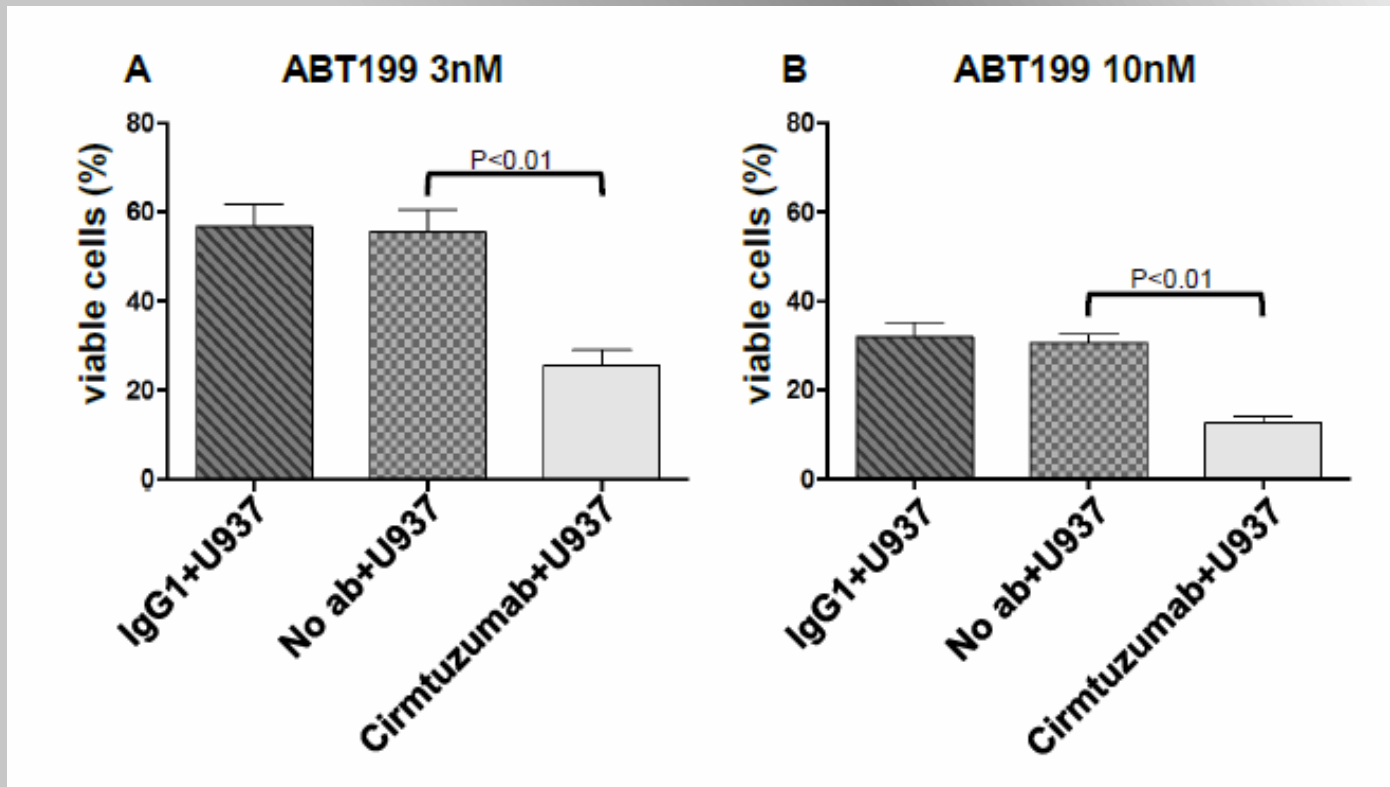 A
ABT199 3nM
viable cells (%)
80
60
40
20
0
P<0.01
IgG1+U937
No ab+U937
Cirmtuzumab+U937
B
ABT199 10nM
viable cells (%)
80
60
40
20
0
P<0.01
IgG1+U937
No ab+U937
Cirmtuzumab+U937